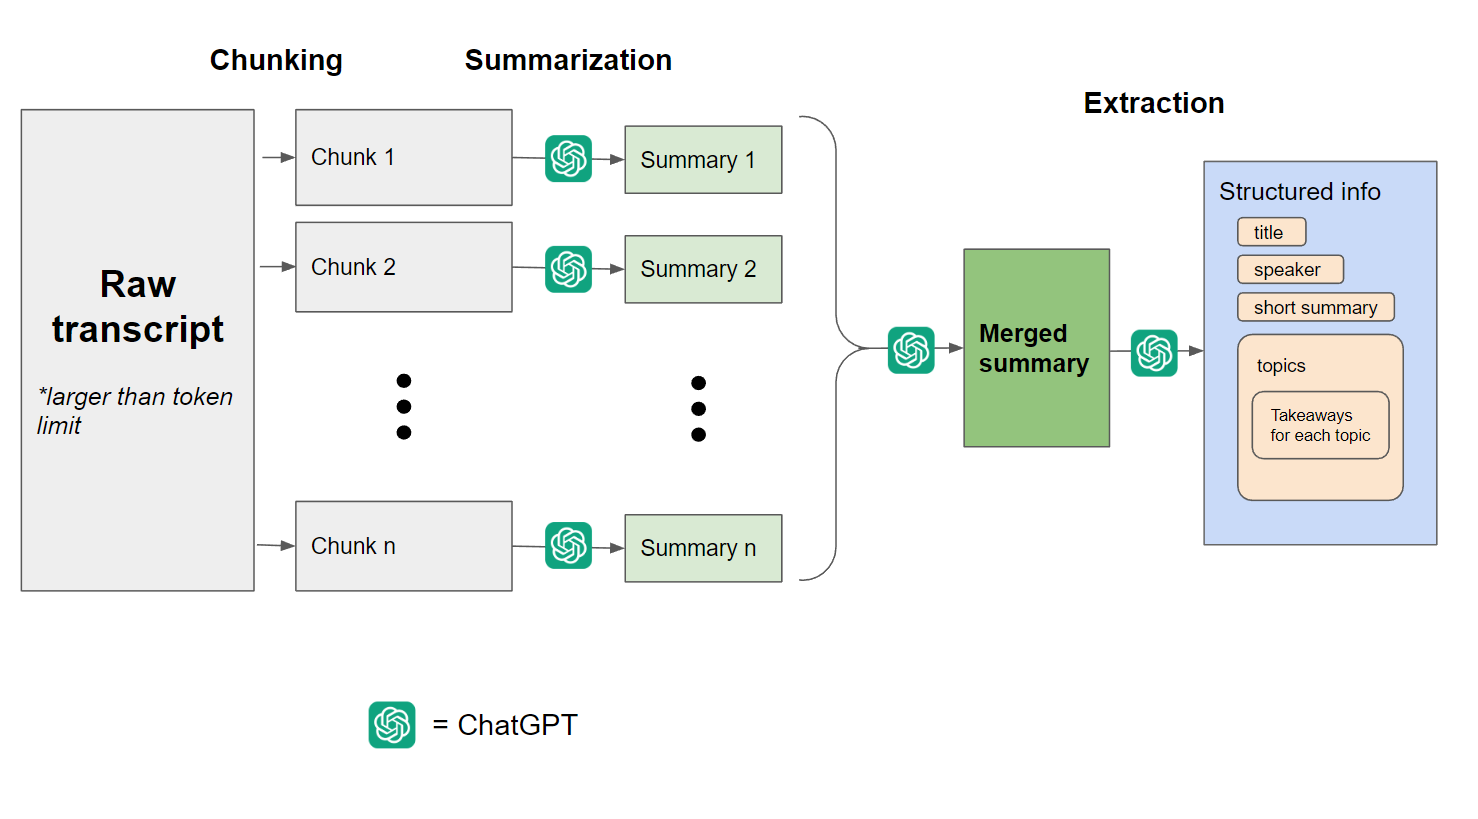 Chunking
Summarization
Extraction
Raw
transcript
*larger than token
limit
Chunk 1
Summary 1
Chunk 2
Summary 2
Chunk n
Summary n
Merged
summary
Structured info
title
speaker
short summary
topics
Takeaways
for each topic
= ChatGPT